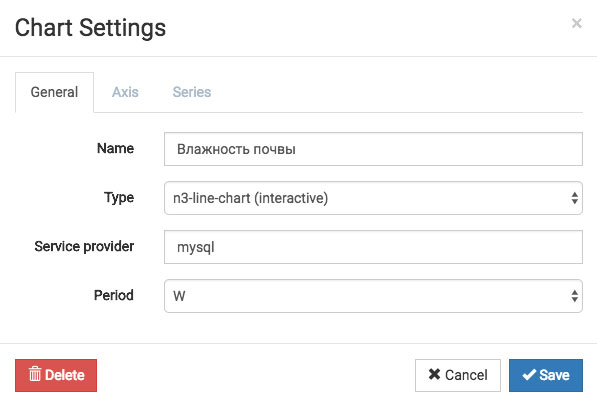 Chart Settings ×
General Axis Series
Name Влажность почвы
Type n3-line-chart (interactive)
Service provider mysql
Period W
Delete Cancel Save